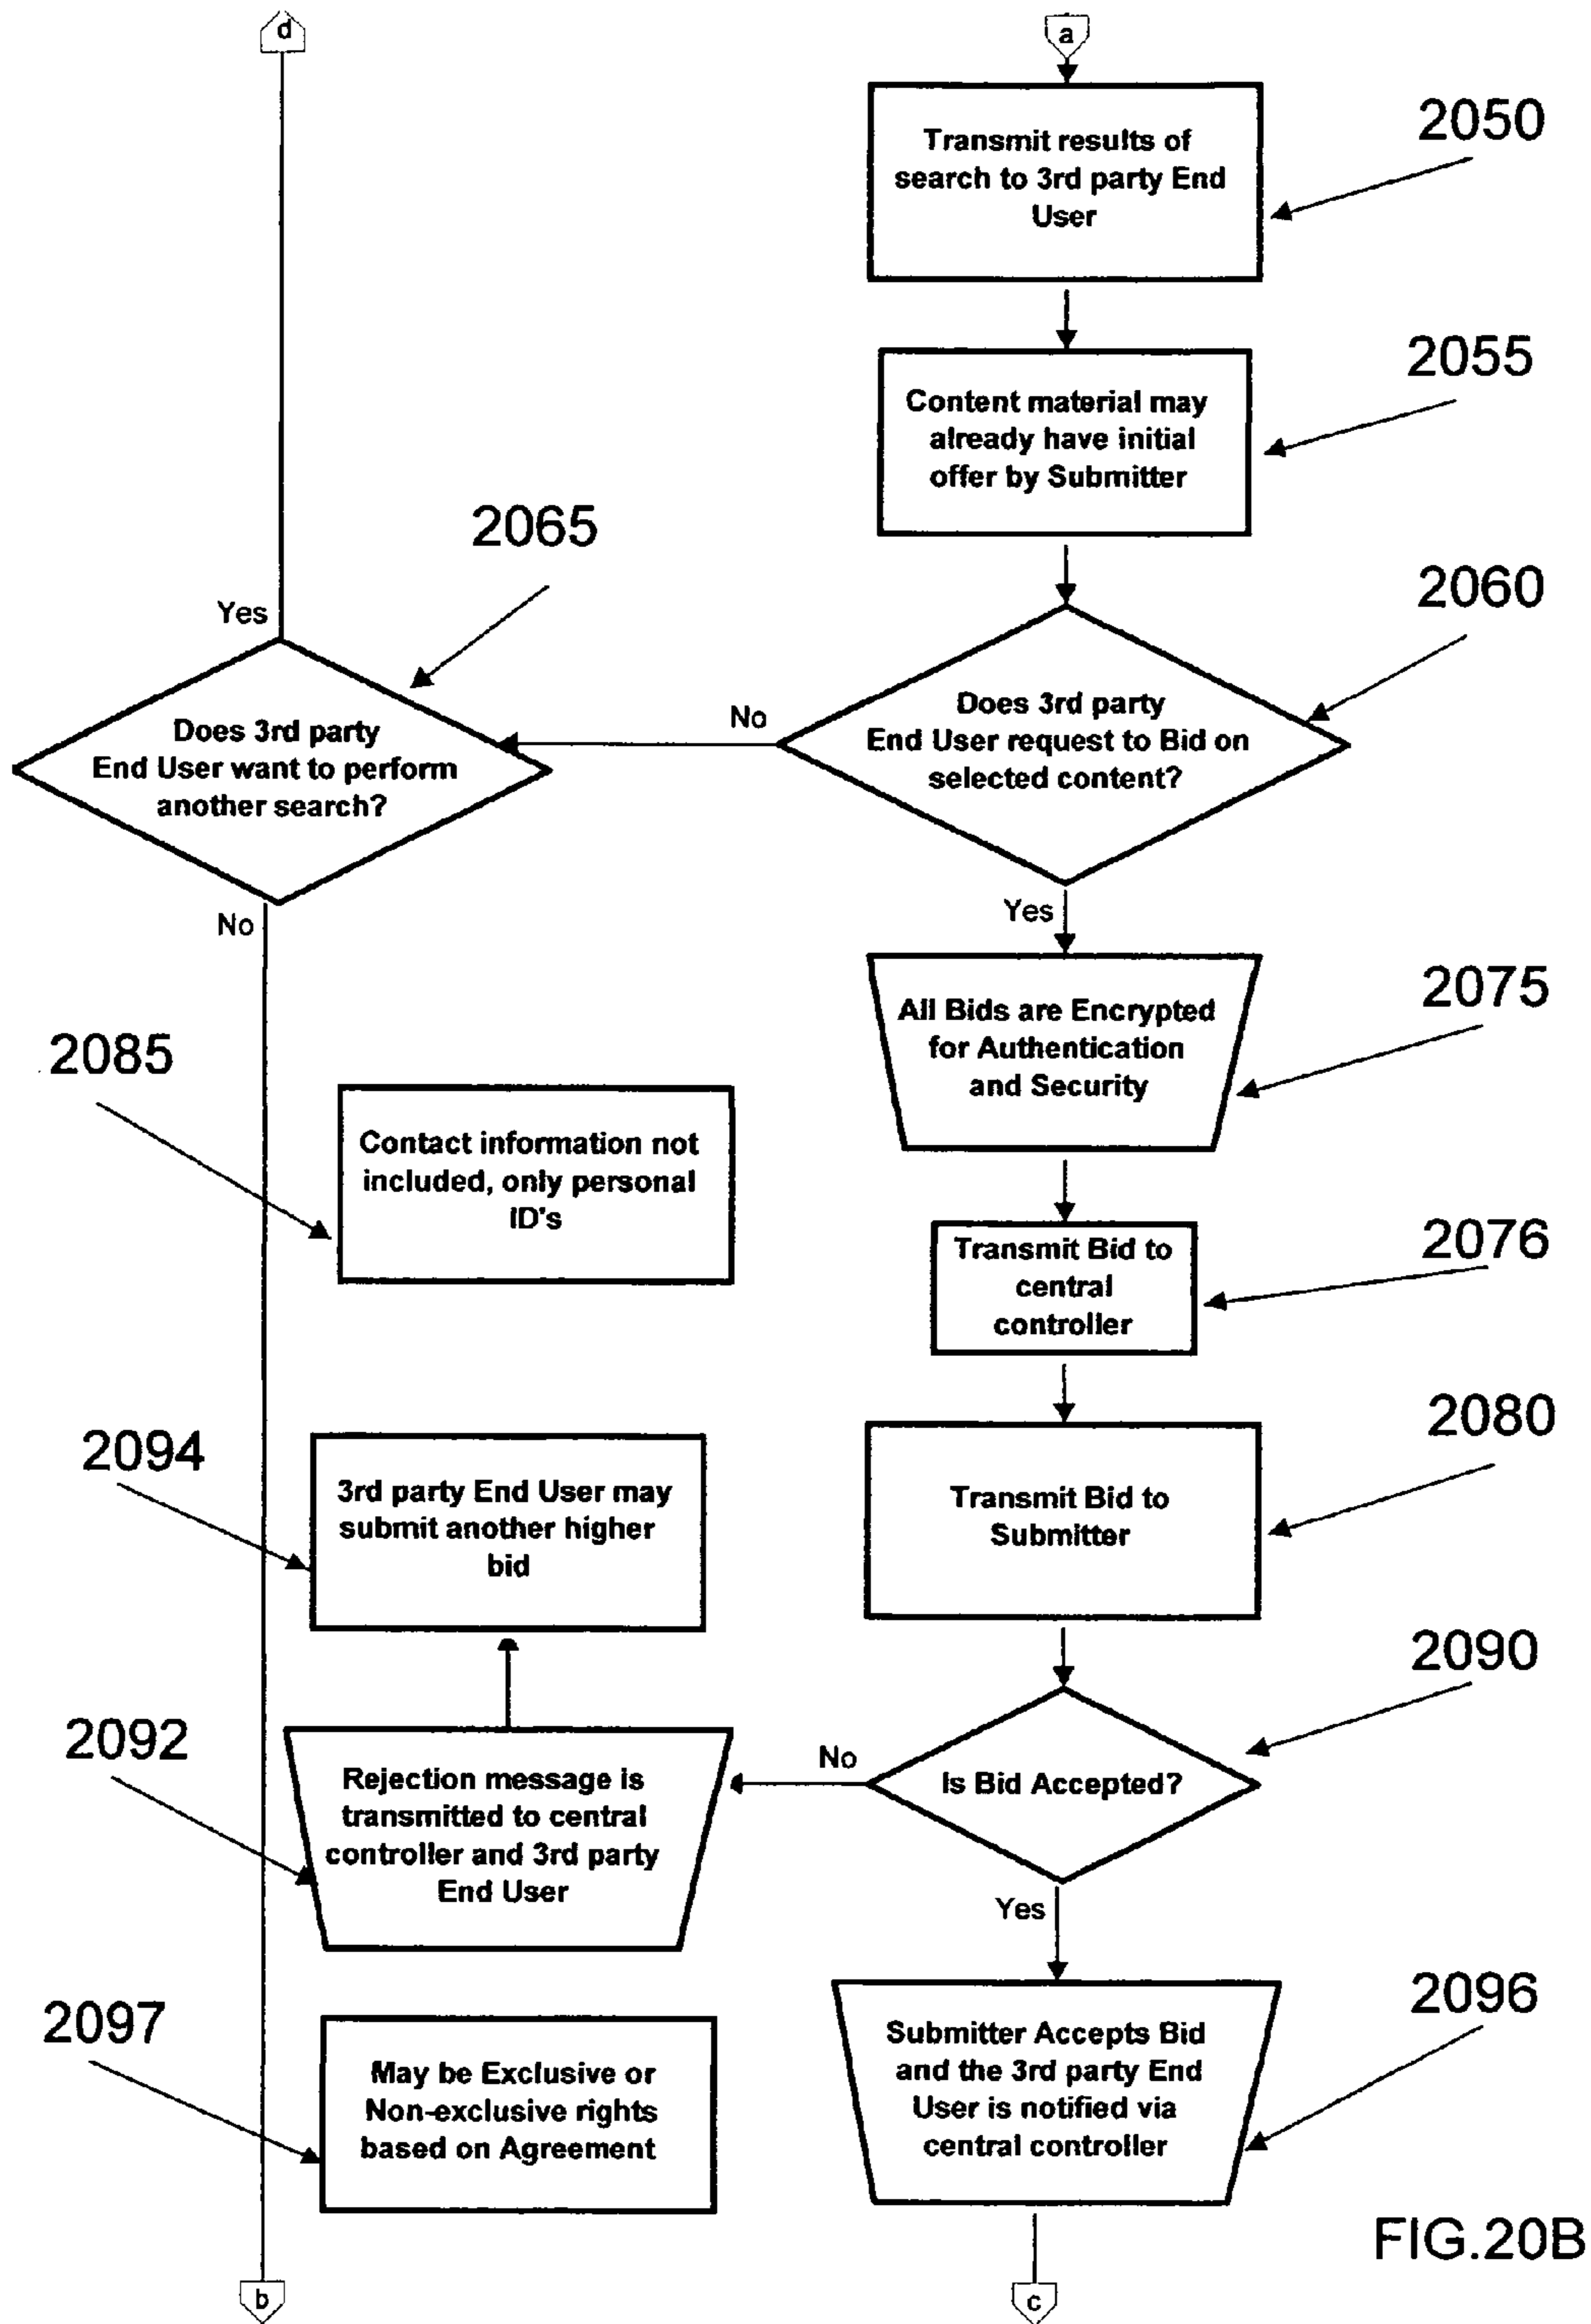 d
a
Transmit results of
search to 3rd party End
User
2050
Content material may
already have initial
offer by Submitter
2055
2065
2060
Yes
Does 3rd party
End User want to perform
another search?
No
Does 3rd party
End User request to Bid on
selected content?
No
Yes
All Bids are Encrypted
for Authentication
and Security
2075
2085
Contact information not
included, only personal
ID's
Transmit Bid to
central
controller
2076
2094
3rd party End User may
submit another higher
bid
Transmit Bid to
Submitter
2080
2090
2092
Rejection message is
transmitted to central
controller and 3rd party
End User
No
Is Bid Accepted?
Yes
2097
May be Exclusive or
Non-exclusive rights
based on Agreement
Submitter Accepts Bid
and the 3rd party End
User is notified via
central controller
2096
FIG.20B
b
c